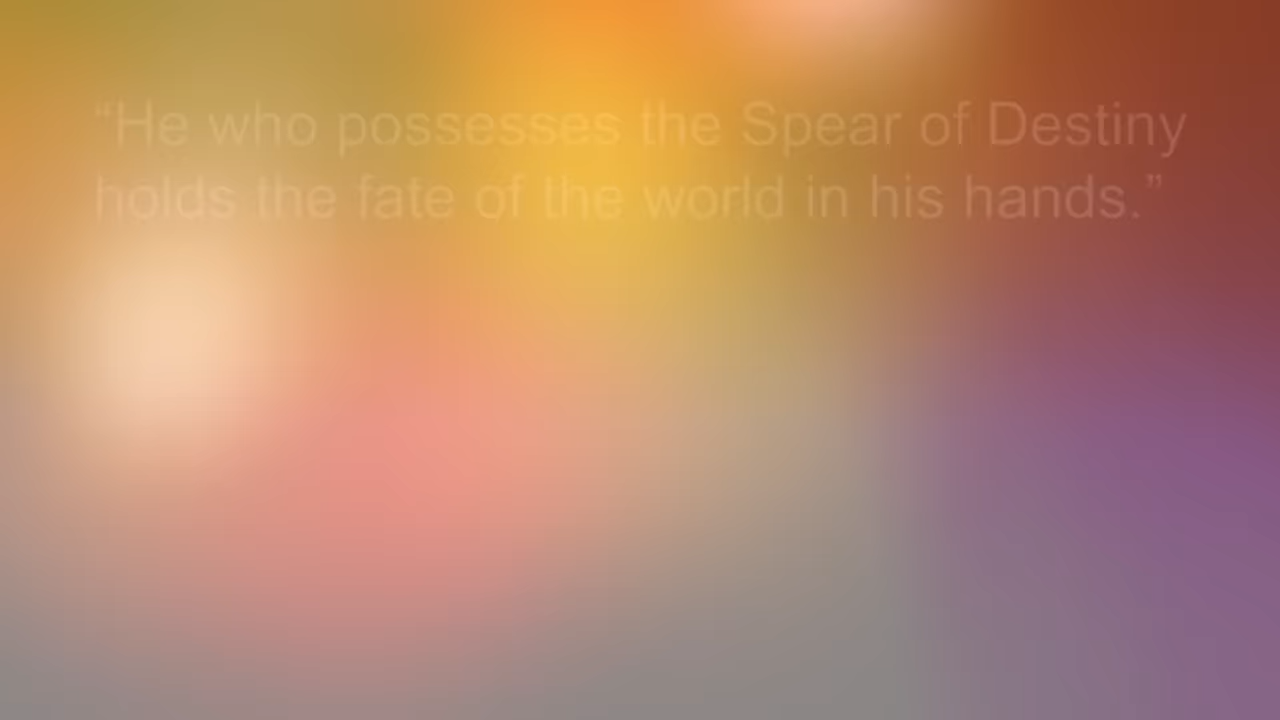 “He who possesses the Spear of Destiny
holds the fate of the world in his hands.”